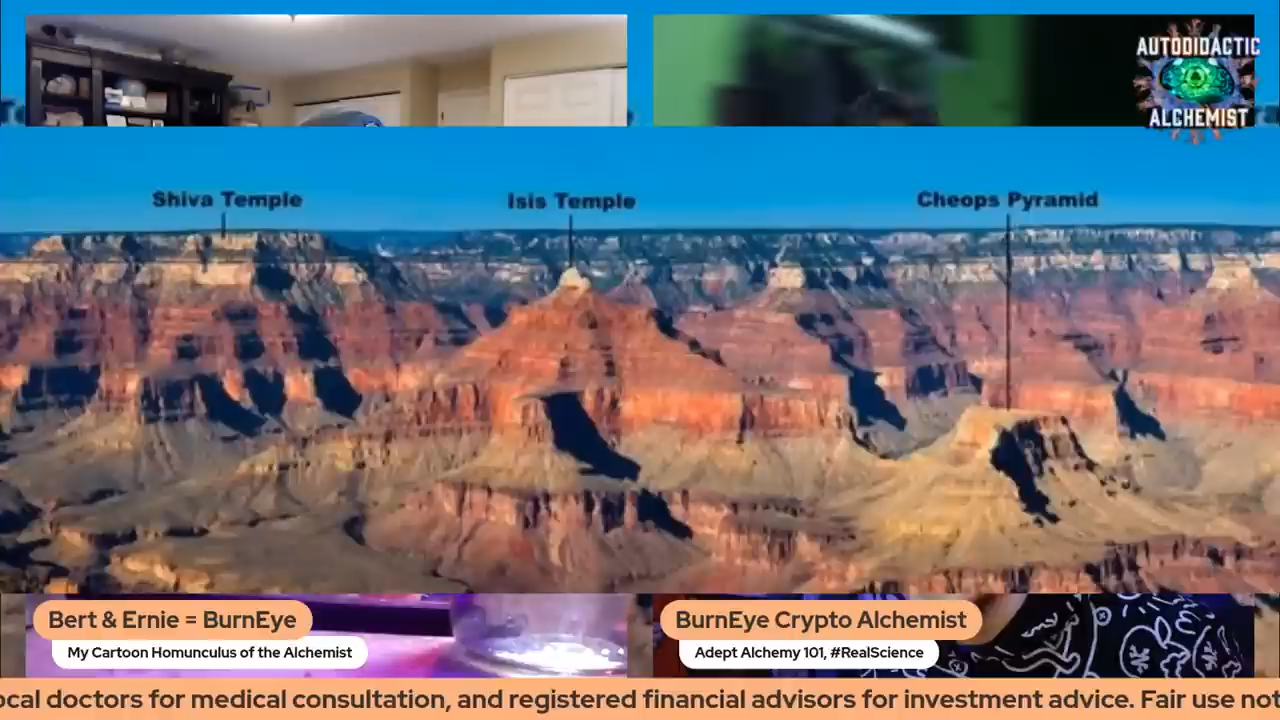 AUTODIDACTIC
ALCHEMIST
Shiva Temple
Isis Temple
Cheops Pyramid
Bert & Ernie = BurnEye
My Cartoon Homunculus of the Alchemist
BurnEye Crypto Alchemist
Adept Alchemy 101, #RealScience
ocal doctors for medical consultation, and registered financial advisors for investment advice. Fair use not